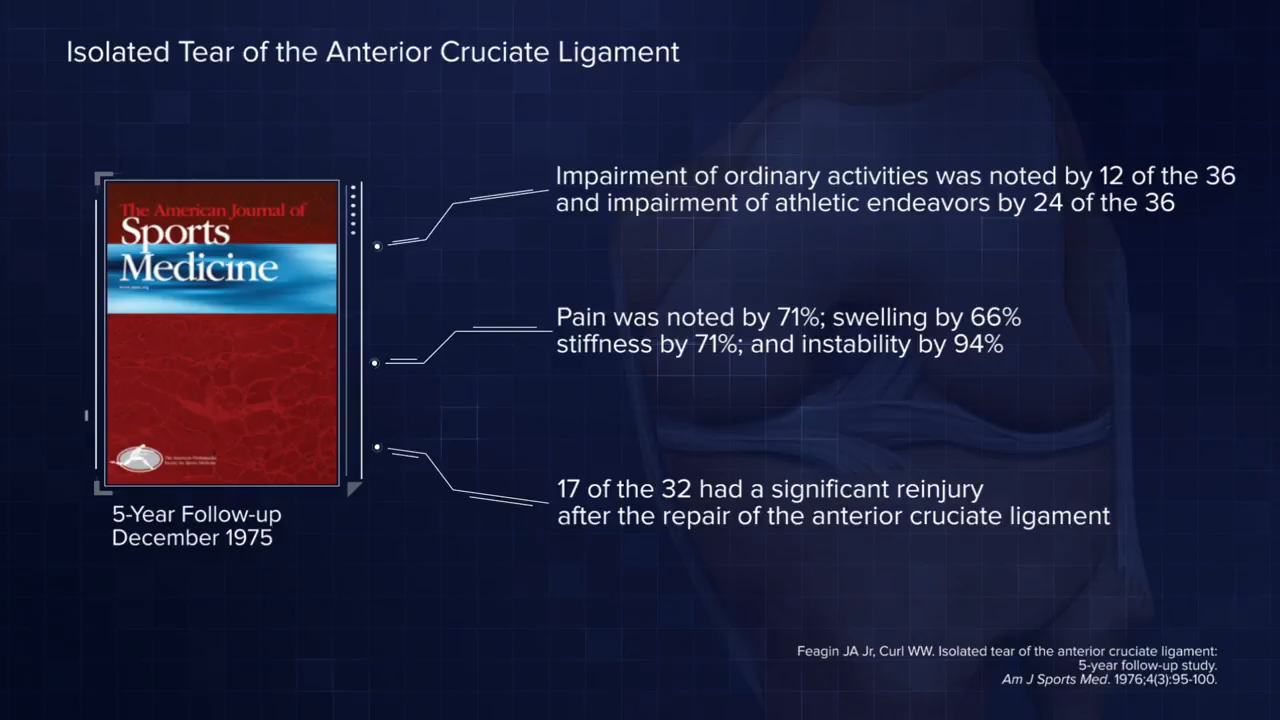 Isolated Tear of the Anterior Cruciate Ligament
The American Journal of
Sports
Medicine
5-Year Follow-up
December 1975
Impairment of ordinary activities was noted by 12 of the 36
and impairment of athletic endeavors by 24 of the 36
Pain was noted by 71%; swelling by 66%
stiffness by 71%; and instability by 94%
17 of the 32 had a significant reinjury
after the repair of the anterior cruciate ligament
Feagin JA Jr, Curl WW. Isolated tear of the anterior cruciate ligament:
5-year follow-up study.
Am J Sports Med. 1976;4(3):95-100.